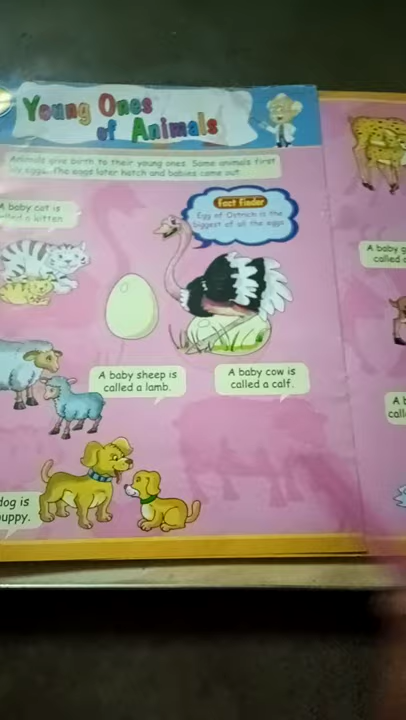 Young Ones
of Animals
Animals give birth to their young ones. Some animals first
lay eggs. The eggs later hatch and babies come out.
Fact Finder
Egg of Ostrich is the
biggest of all the eggs.
A baby cat is
called a kitten.
A baby sheep is
called a lamb.
A baby cow is
called a calf.
dog is
puppy.
A baby
called
A